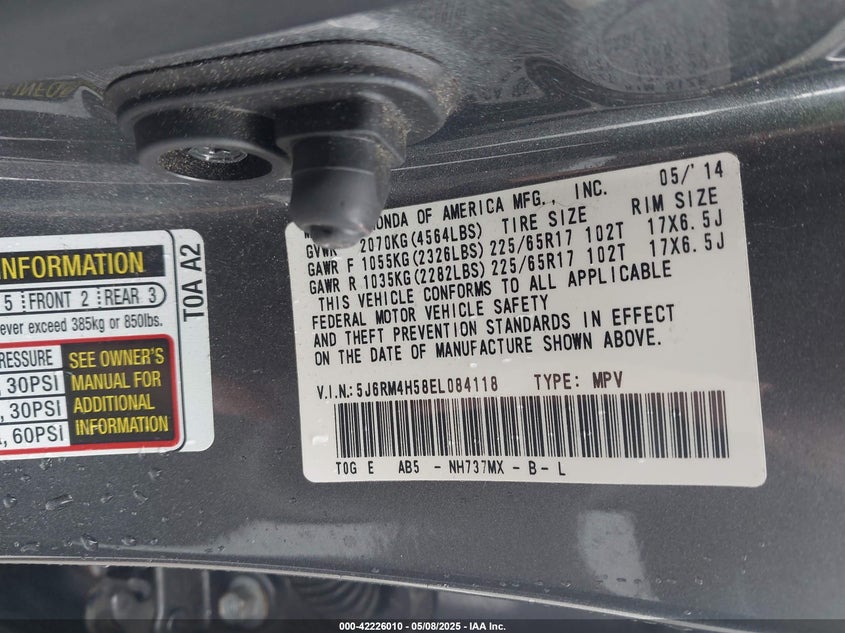 INFORMATION
5 FRONT 2 REAR 3
ever exceed 385kg or 850lbs.
RESSURE
30PSI
30PSI
60PSI
SEE OWNER'S
MANUAL FOR
ADDITIONAL
INFORMATION
T0A A2
ONDA OF AMERICA MFG., INC. 05/'14
GVWR 2070KG(4564LBS) TIRE SIZE RIM SIZE
GAWR F 1055KG(2326LBS) 225/65R17 102T 17X6.5J
GAWR R 1035KG(2282LBS) 225/65R17 102T 17X6.5J
THIS VEHICLE CONFORMS TO ALL APPLICABLE
FEDERAL MOTOR VEHICLE SAFETY
AND THEFT PREVENTION STANDARDS IN EFFECT
ON THE DATE OF MANUFACTURE SHOWN ABOVE.
V.I.N.:5J6RM4H58EL084118 TYPE: MPV
T0G E AB5 - NH737MX - B - L
000-42226010 - 05/08/2025 - IAA Inc.